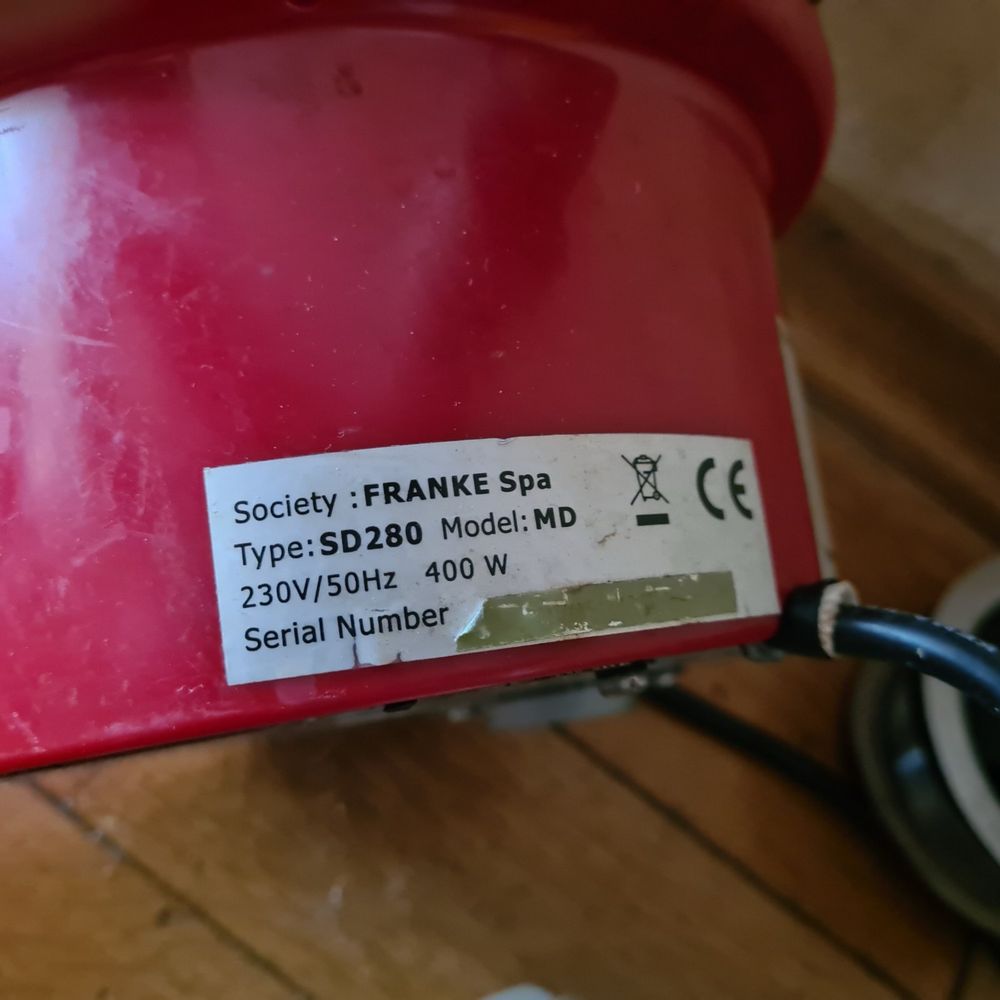 Society :FRANKE Spa
Type:SD280 Model:MD
230V/50Hz 400 W
Serial Number
CE